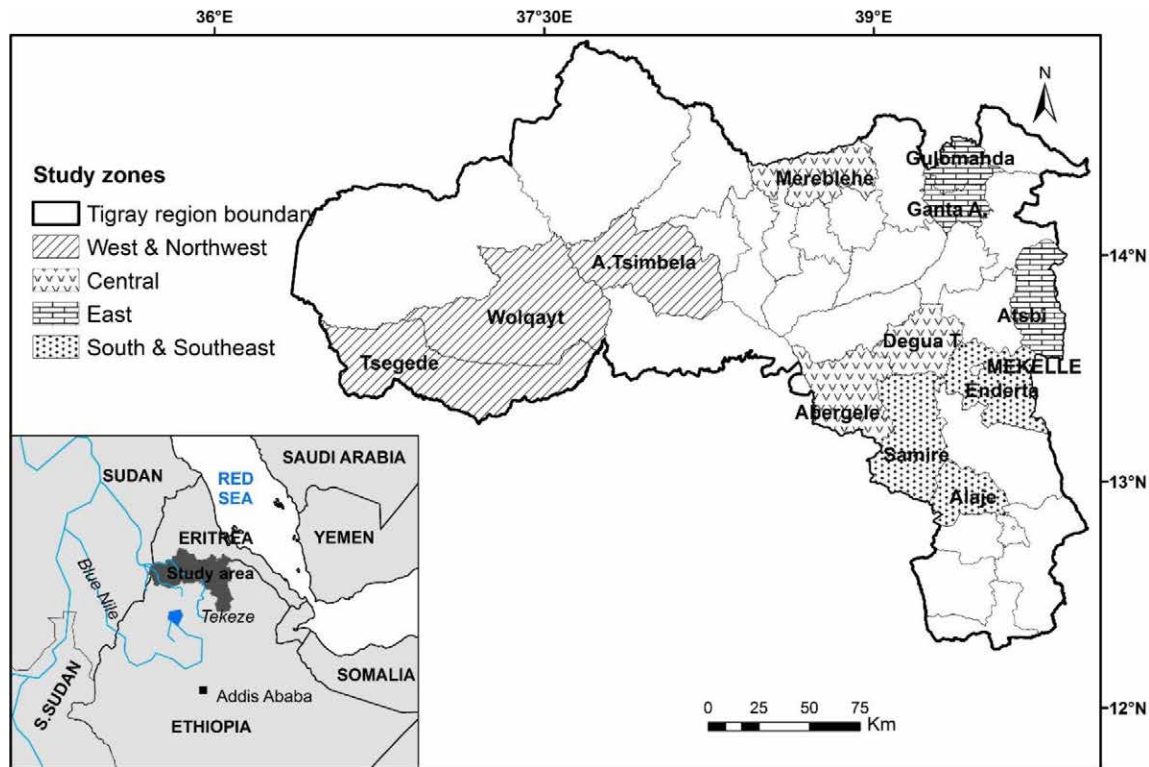 36°E
37°30E
39°E
N
Study zones
Tigray region boundar
West & Northwest
Central
East
South & Southeast
Gulomahda
Mereblehe
Ganta A.
14°N
A.Tsimbela
Wolqayt
Atsbi
Degua T.
Tsegede
MEKELLE
Enderta
Abergele
Samire
13°N
Alaje
SUDAN
SAUDI ARABIA
RED
SEA
ERITREA
YEMEN
Study area
Blue Nile
Tekeze
SOMALIA
S.SUDAN
Addis Ababa
ETHIOPIA
0 25 50 75
Km
12°N